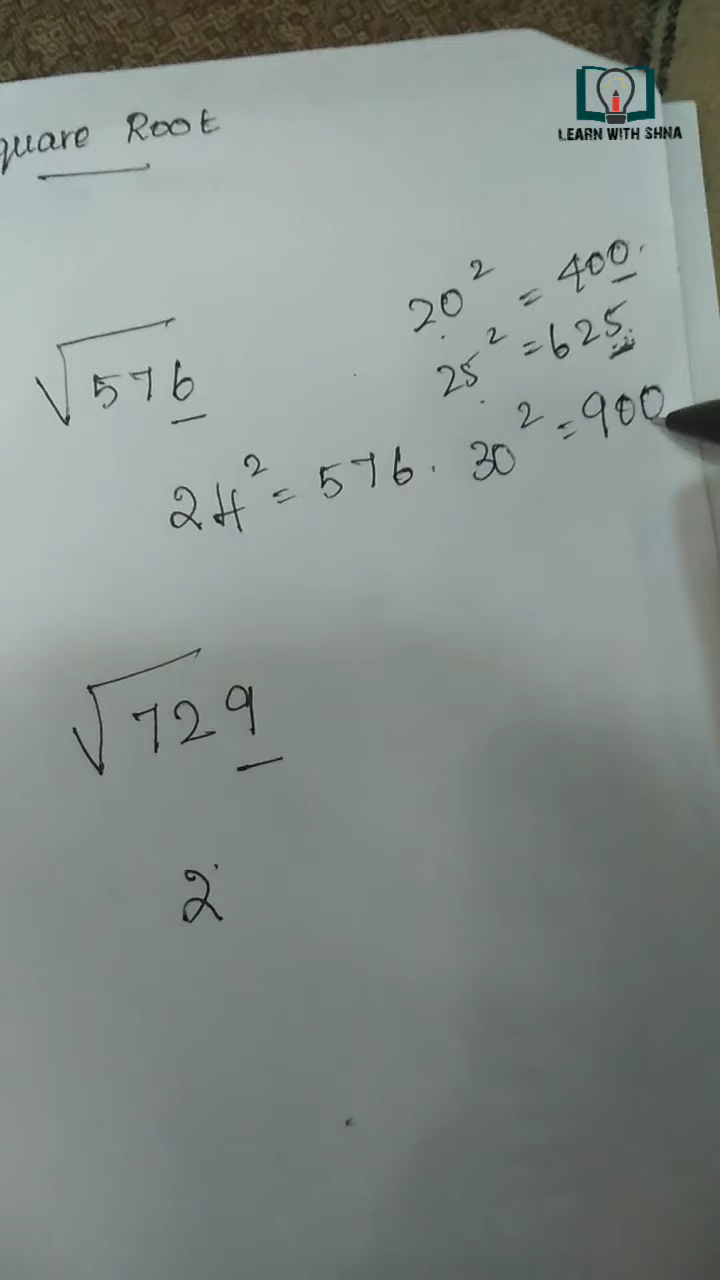 LEARN WITH SHNA
quare Root
20² = 400.
√576
25² = 625
24² = 576.
30² = 900
√729
2